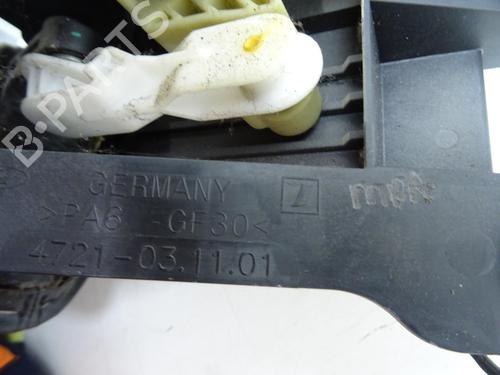 B-PARTS
GERMANY Z
>PA6 -GF30<
4721-03.11.01